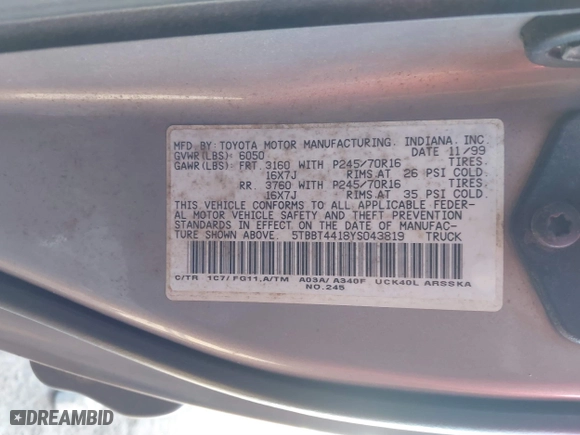 MFD BY: TOYOTA MOTOR MANUFACTURING. INDIANA, INC.
GVWR(LBS) 6050 DATE 11/99
GAWR(LBS) FRT. 3160 WITH P245/70R16 TIRES.
16X7J RIMS.AT 26 PSI COLD.
RR. 3760 WITH P245/70R16 TIRES.
16X7J RIMS.AT 35 PSI COLD.
THIS VEHICLE CONFORMS TO ALL APPLICABLE FEDER-
AL MOTOR VEHICLE SAFETY AND THEFT PREVENTION
STANDARDS IN EFFECT ON THE DATE OF MANUFAC-
TURE SHOWN ABOVE. 5TBBT4418YS043819 TRUCK
C/TR 1C7/FG11.A/TM A03A/A340F UCK40L ARSSKA
NO.245
DREAMBID